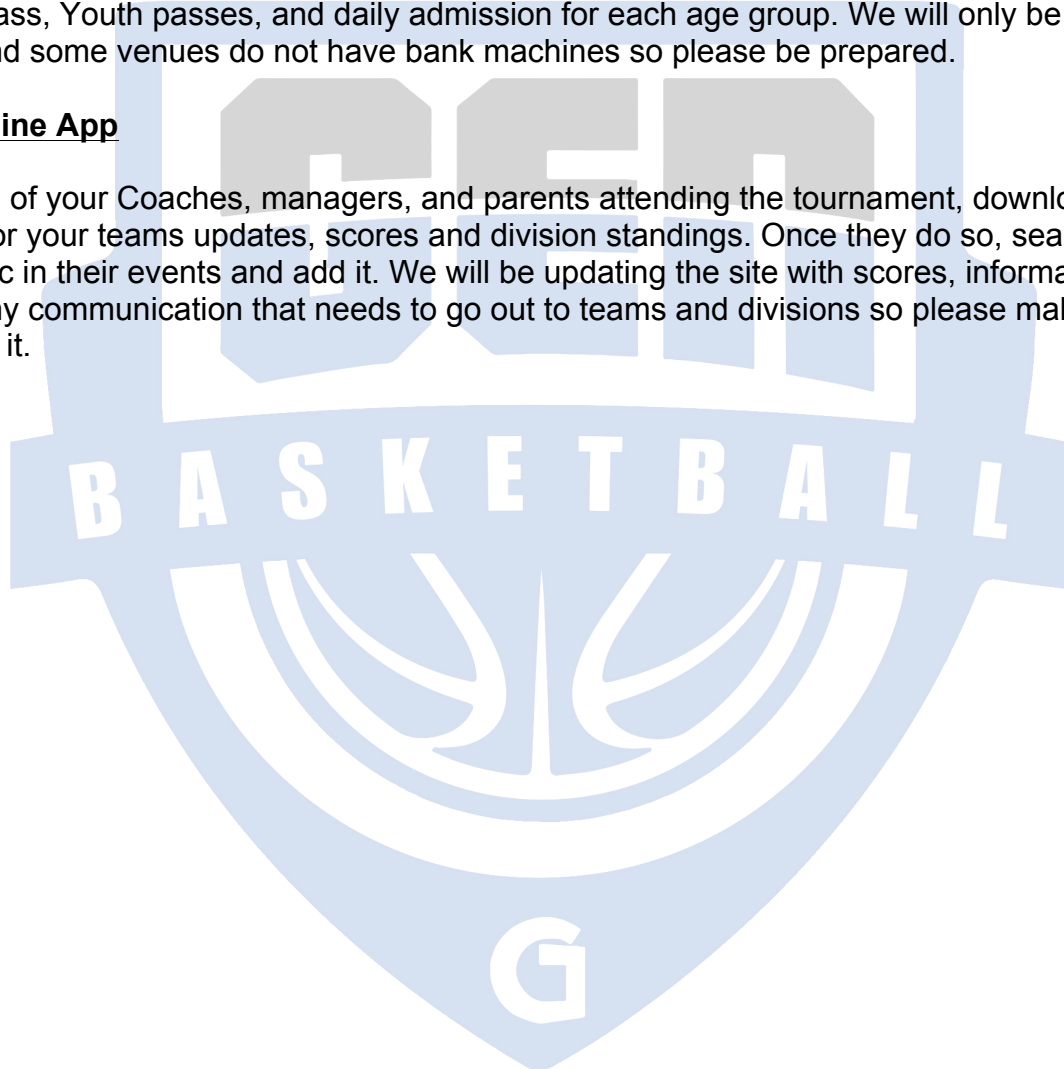 ass, Youth passes, and daily admission for each age group. We will only be
nd some venues do not have bank machines so please be prepared.
ine App
of your Coaches, managers, and parents attending the tournament, downlo
or your teams updates, scores and division standings. Once they do so, sea
c in their events and add it. We will be updating the site with scores, informa
ny communication that needs to go out to teams and divisions so please mak
it.
BASKETBALL
G